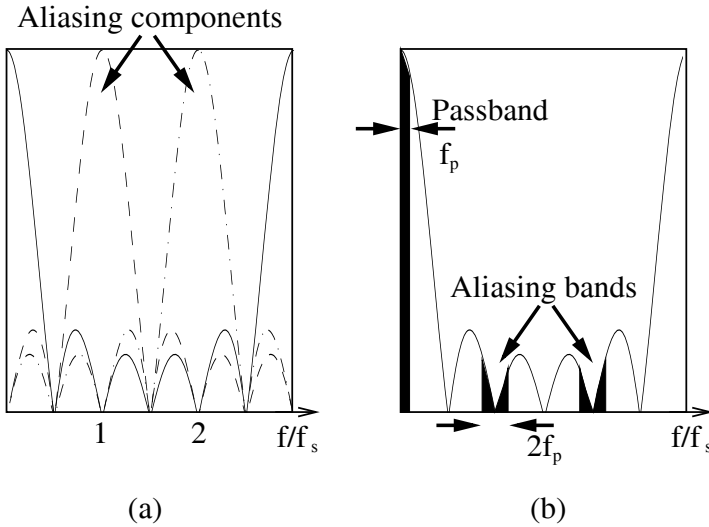 Aliasing components
Passband
f_p
Aliasing bands
1
2
f/f_s
2f_p
f/f_s
(a)
(b)